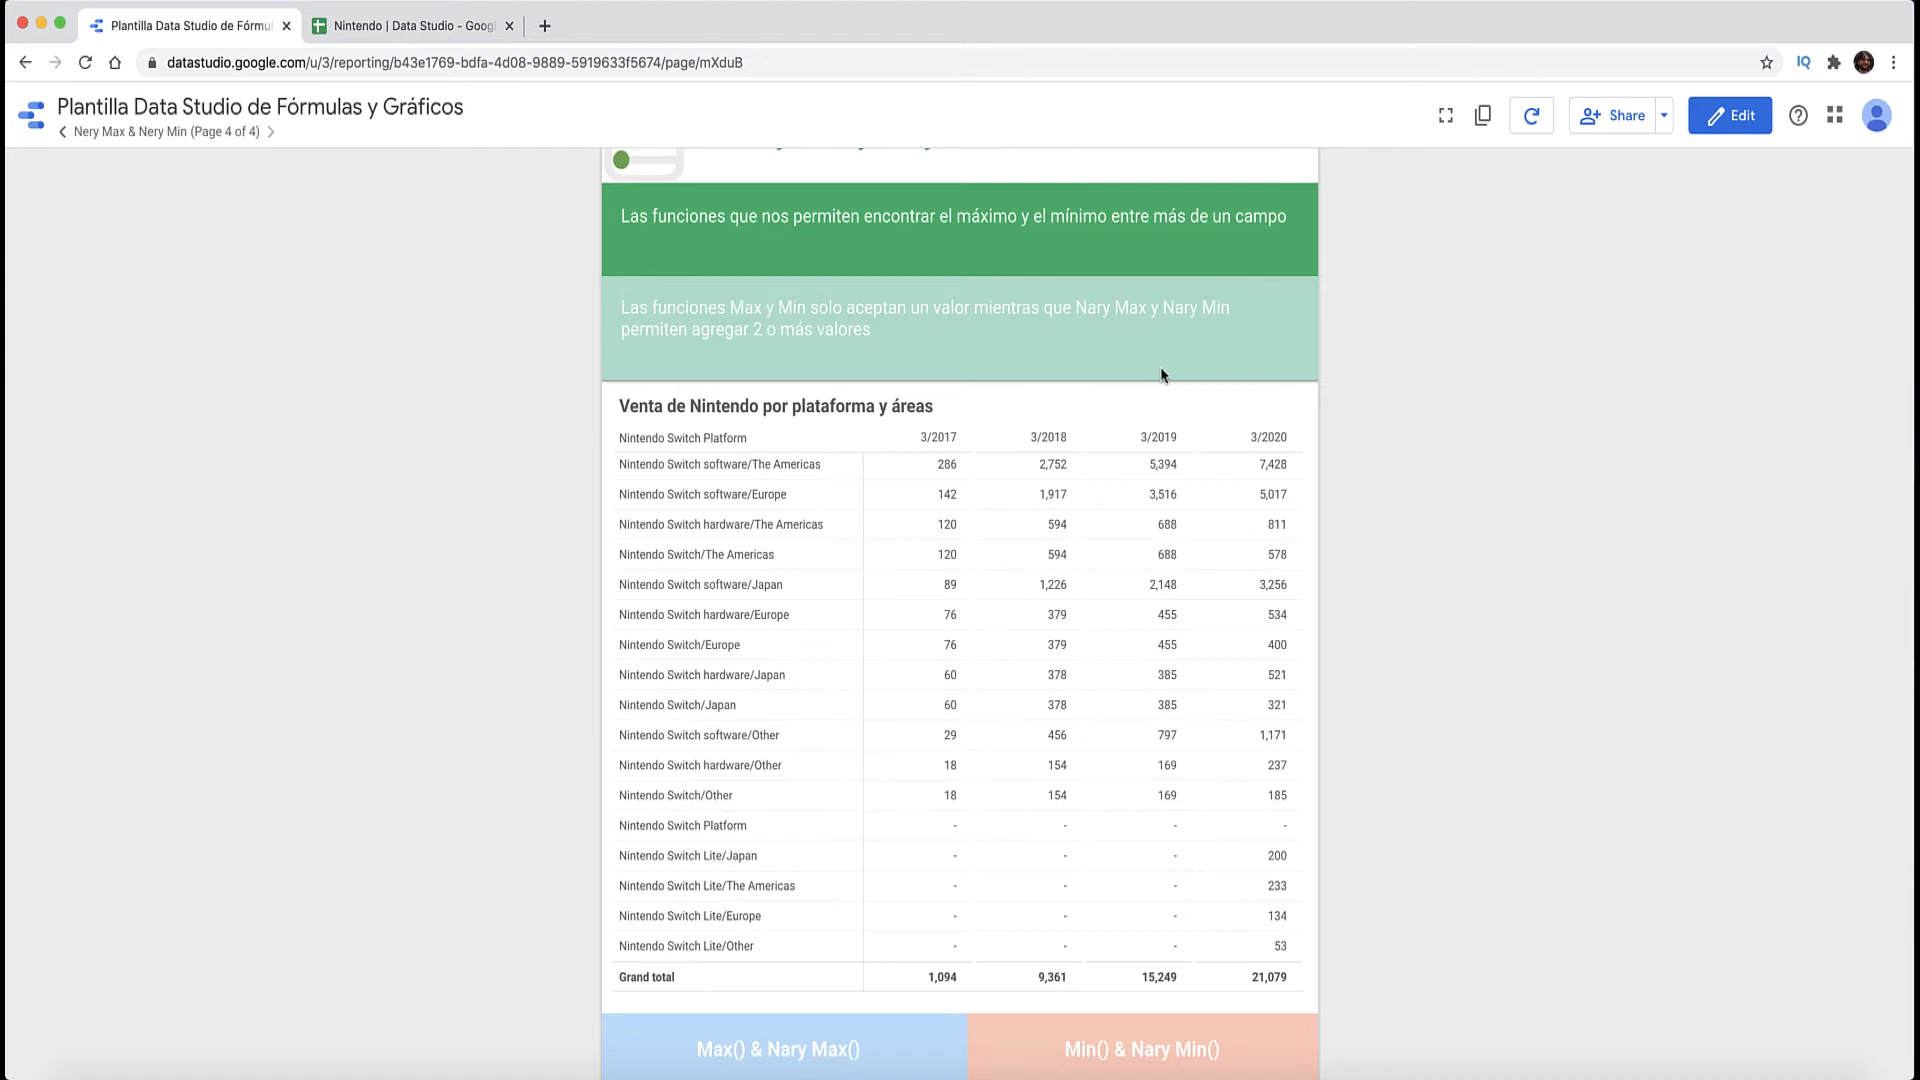 Plantilla Data Studio de Fórmul
Nintendo | Data Studio - Goog
datastudio.google.com/u/3/reporting/b43e1769-bdfa-4d08-9889-5919633f5674/page/mXduB
IQ
Plantilla Data Studio de Fórmulas y Gráficos
Nery Max & Nery Min (Page 4 of 4)
Share
Edit
Las funciones que nos permiten encontrar el máximo y el mínimo entre más de un campo
Las funciones Max y Min solo aceptan un valor mientras que Nary Max y Nary Min
permiten agregar 2 o más valores
Venta de Nintendo por plataforma y áreas
Nintendo Switch Platform 3/2017 3/2018 3/2019 3/2020
Nintendo Switch software/The Americas 286 2,752 5,394 7,428
Nintendo Switch software/Europe 142 1,917 3,516 5,017
Nintendo Switch hardware/The Americas 120 594 688 811
Nintendo Switch/The Americas 120 594 688 578
Nintendo Switch software/Japan 89 1,226 2,148 3,256
Nintendo Switch hardware/Europe 76 379 455 534
Nintendo Switch/Europe 76 379 455 400
Nintendo Switch hardware/Japan 60 378 385 521
Nintendo Switch/Japan 60 378 385 321
Nintendo Switch software/Other 29 456 797 1,171
Nintendo Switch hardware/Other 18 154 169 237
Nintendo Switch/Other 18 154 169 185
Nintendo Switch Platform - - - -
Nintendo Switch Lite/Japan - - - 200
Nintendo Switch Lite/The Americas - - - 233
Nintendo Switch Lite/Europe - - - 134
Nintendo Switch Lite/Other - - - 53
Grand total 1,094 9,361 15,249 21,079
Max() & Nary Max()
Min() & Nary Min()